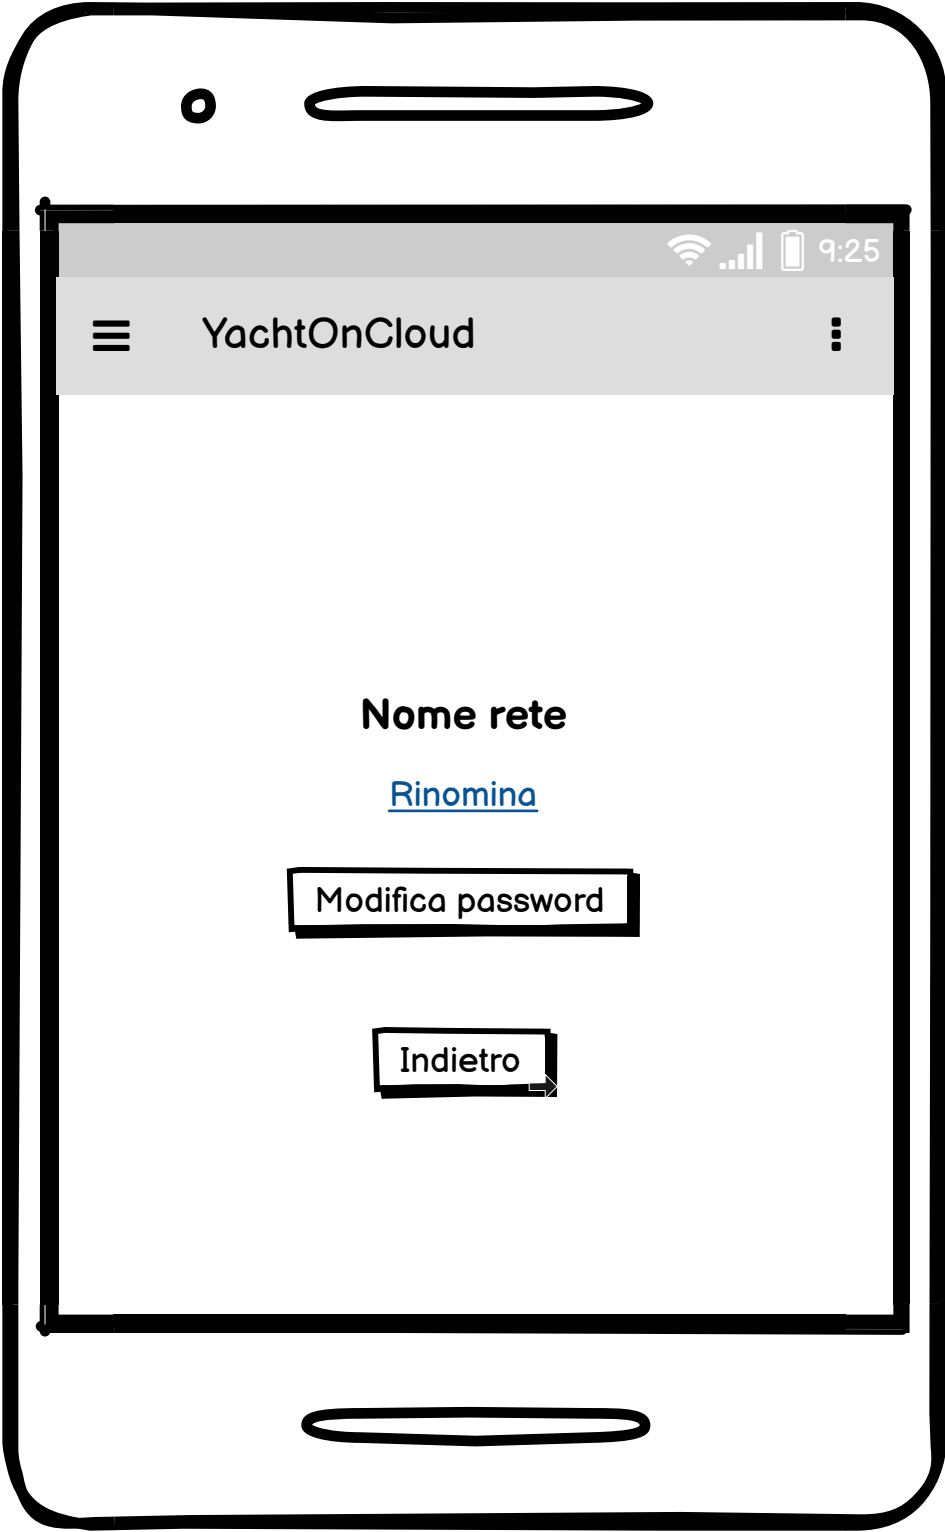 9:25
YachtOnCloud
Nome rete
Rinomina
Modifica password
Indietro